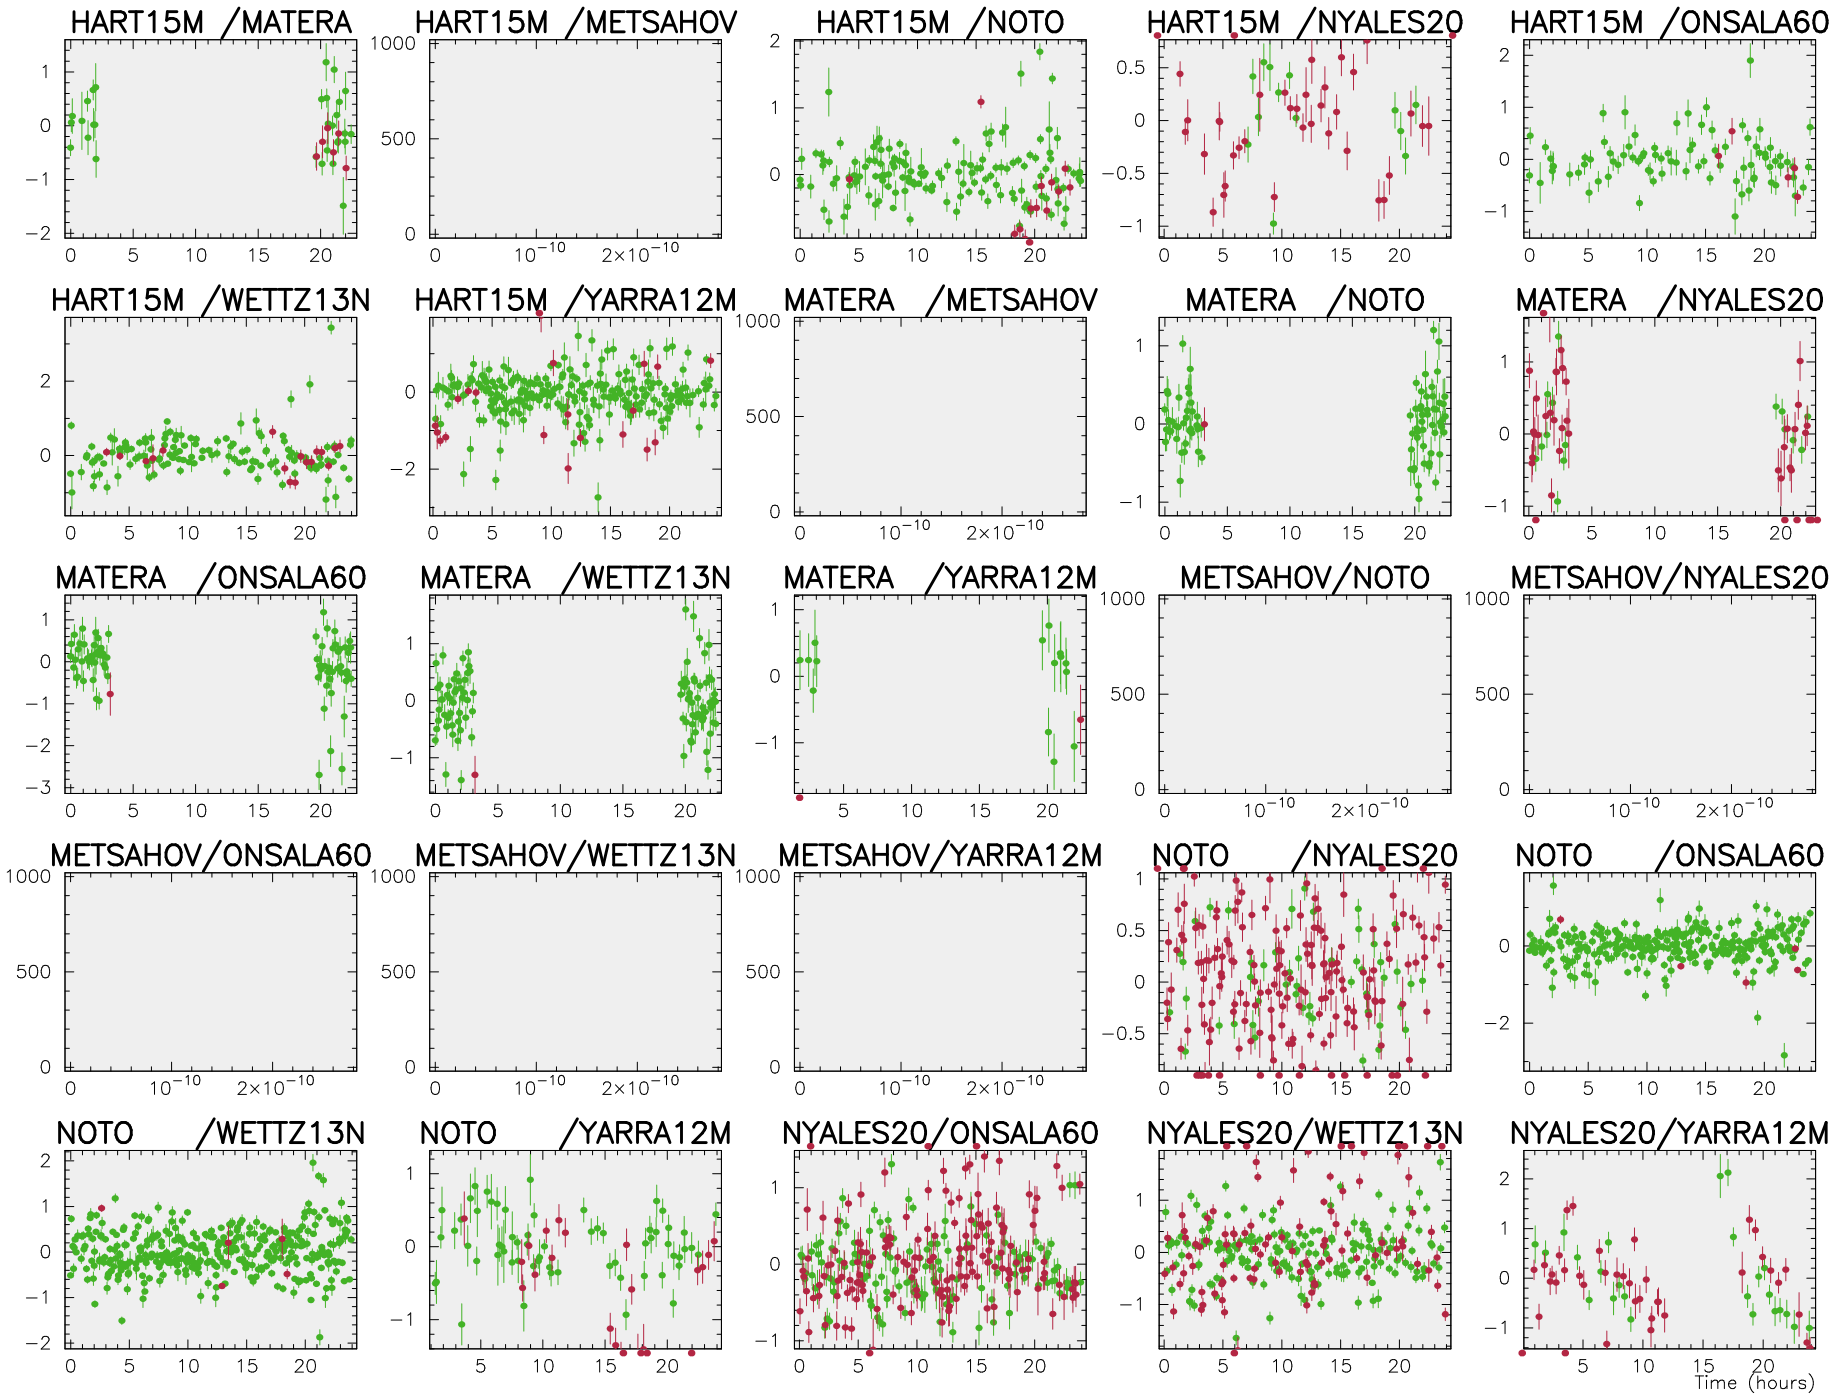 HART15M /MATERA HART15M /METSAHOV HART15M /NOTO HART15M /NYALES20 HART15M /ONSALA60
1 0 −1 −2
0 5 10 15 20
1000 500 0
10⁻¹⁰ 2×10⁻¹⁰
2 1 0
0 5 10 15 20
0.5 0 −0.5 −1
0 5 10 15 20
2 1 0 −1
0 5 10 15 20
HART15M /WETTZ13N HART15M /YARRA12M MATERA /METSAHOV MATERA /NOTO MATERA /NYALES20
2 0
0 5 10 15 20
0 −2
0 5 10 15 20
1000 500 0
10⁻¹⁰ 2×10⁻¹⁰
1 0 −1
0 5 10 15 20
1 0 −1
0 5 10 15 20
MATERA /ONSALA60 MATERA /WETTZ13N MATERA /YARRA12M METSAHOV/NOTO METSAHOV/NYALES20
1 0 −1 −2 −3
0 5 10 15 20
1 0 −1
0 5 10 15 20
1 0 −1
5 10 15 20
1000 500 0
10⁻¹⁰ 2×10⁻¹⁰
1000 500 0
10⁻¹⁰ 2×10⁻¹⁰
METSAHOV/ONSALA60 METSAHOV/WETTZ13N METSAHOV/YARRA12M NOTO /NYALES20 NOTO /ONSALA60
1000 500 0
10⁻¹⁰ 2×10⁻¹⁰
1000 500 0
10⁻¹⁰ 2×10⁻¹⁰
1000 500 0
10⁻¹⁰ 2×10⁻¹⁰
1 0.5 0 −0.5
0 5 10 15 20
0 −2
0 5 10 15 20
NOTO /WETTZ13N NOTO /YARRA12M NYALES20/ONSALA60 NYALES20/WETTZ13N NYALES20/YARRA12M
2 1 0 −1 −2
0 5 10 15 20
1 0 −1
5 10 15 20
1 0 −1
0 5 10 15 20
1 0 −1
0 5 10 15 20
2 1 0 −1
5 10 15 20
Time (hours)